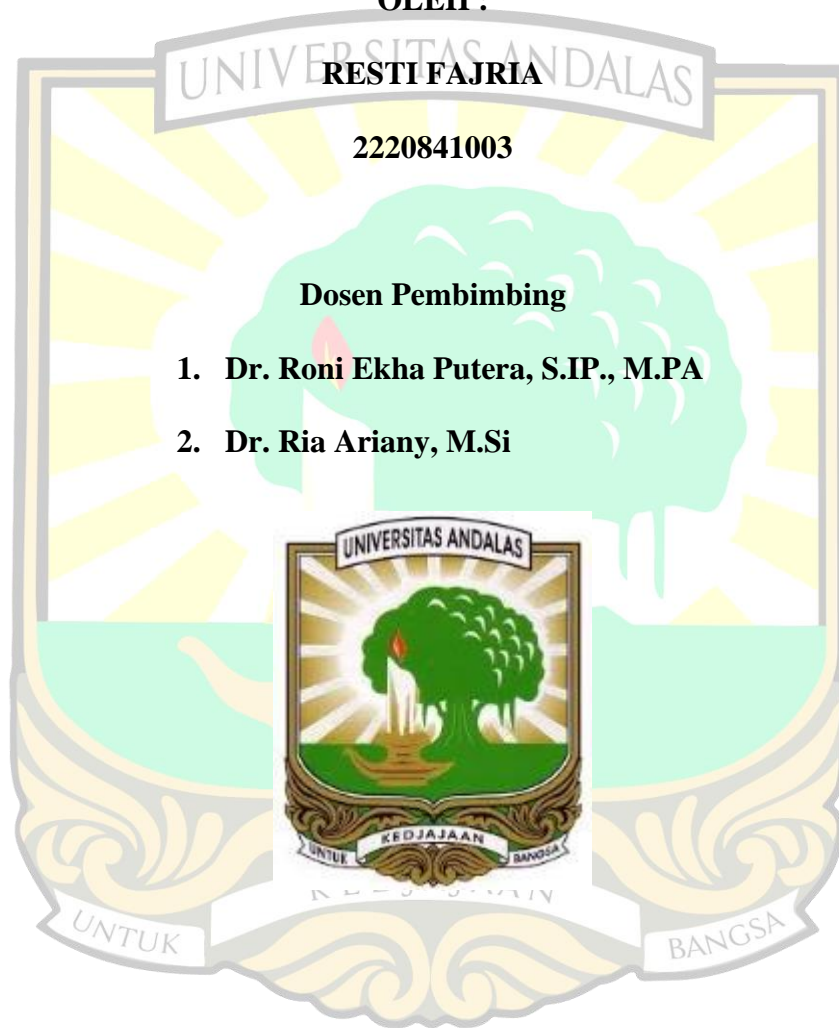 OLEH :
UNIVERSITAS ANDALAS
RESTI FAJRIA
2220841003
Dosen Pembimbing
1. Dr. Roni Ekha Putera, S.IP., M.PA
2. Dr. Ria Ariany, M.Si
UNIVERSITAS ANDALAS
UNTUK KEDJAJAAN BANGSA
UNTUK KEDJAJAAN BANGSA